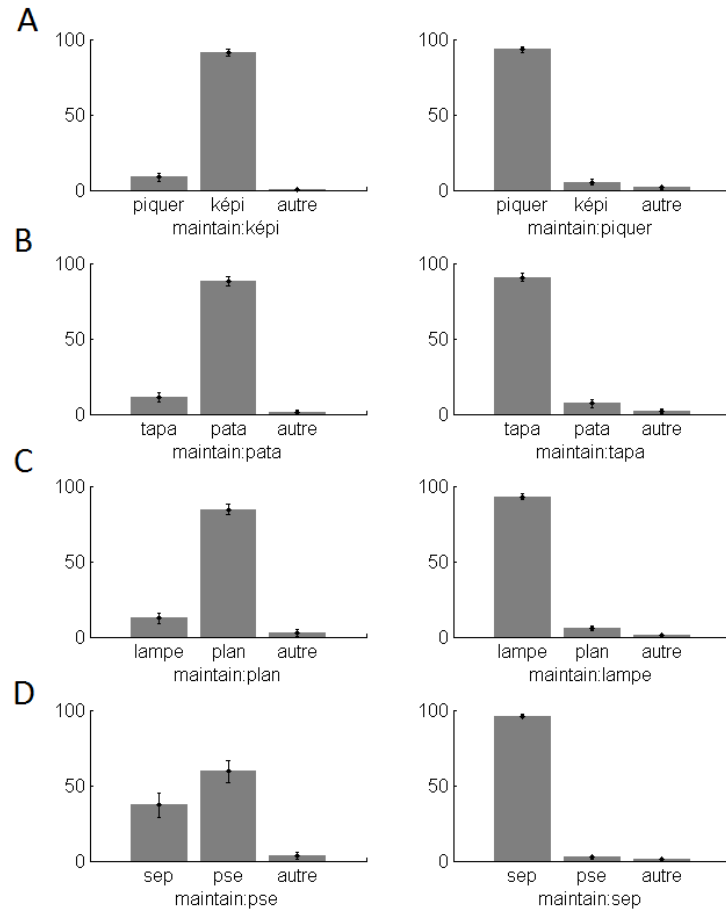 A
100
50
0
piquer képi autre
maintain:képi
100
50
0
piquer képi autre
maintain:piquer
B
100
50
0
tapa pata autre
maintain:pata
100
50
0
tapa pata autre
maintain:tapa
C
100
50
0
lampe plan autre
maintain:plan
100
50
0
lampe plan autre
maintain:lampe
D
100
50
0
sep pse autre
maintain:pse
100
50
0
sep pse autre
maintain:sep